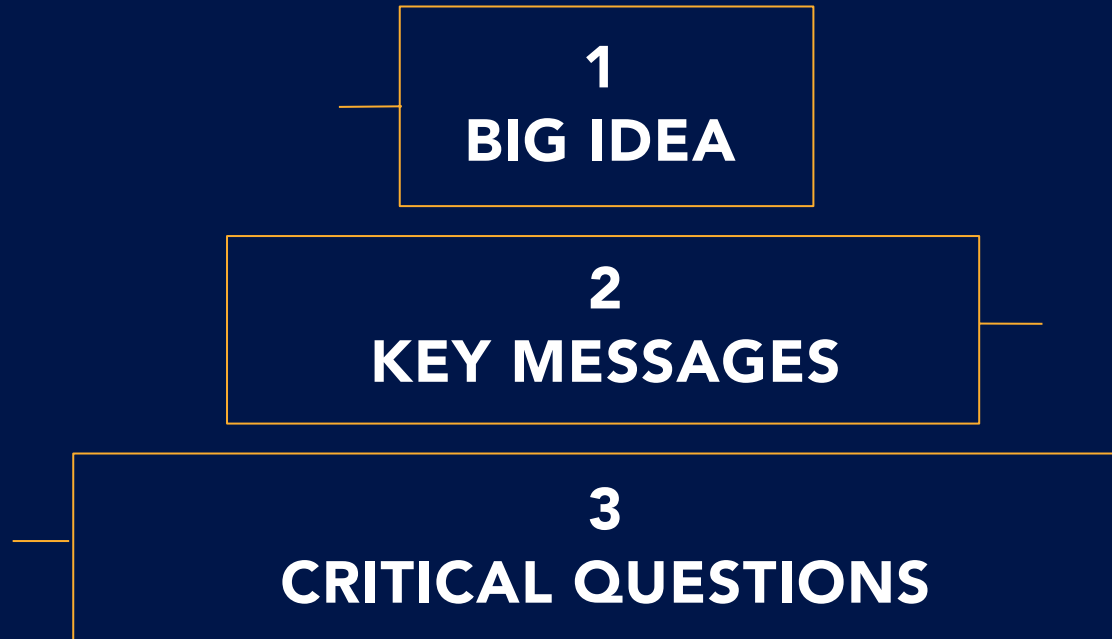 1
BIG IDEA
2
KEY MESSAGES
3
CRITICAL QUESTIONS